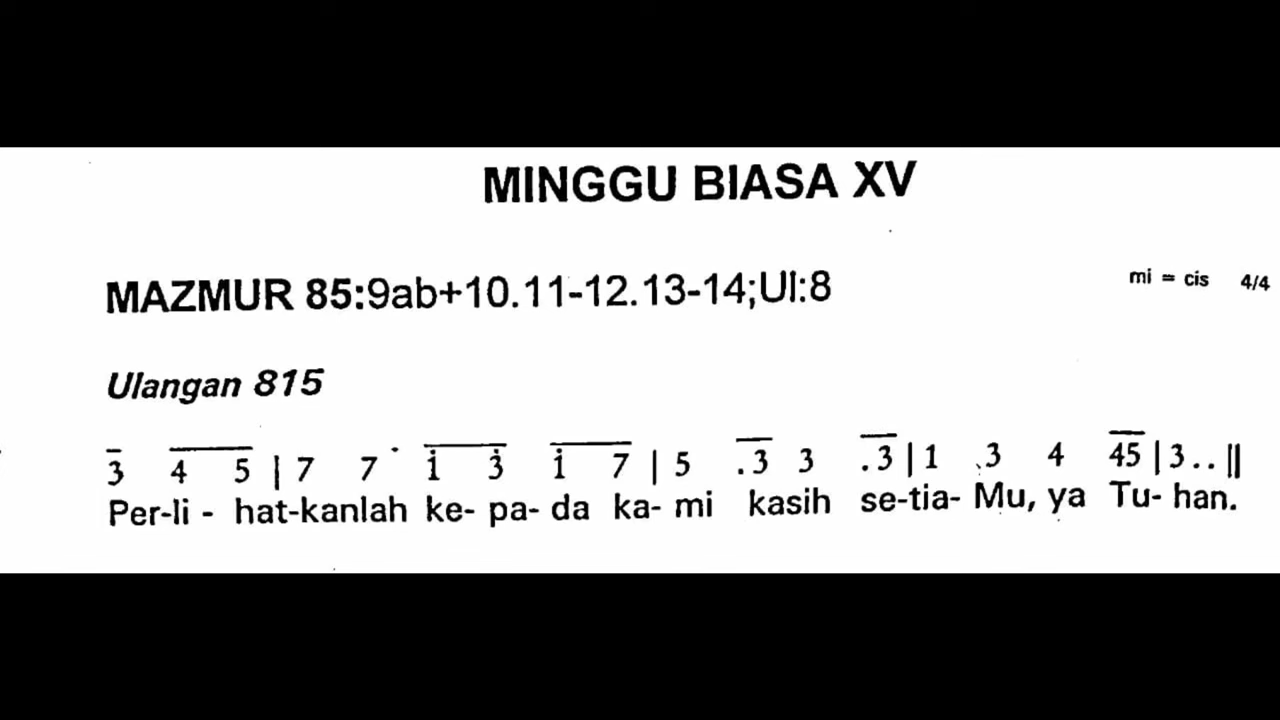 MINGGU BIASA XV
MAZMUR 85:9ab+10.11-12.13-14;Ul:8
mi = cis 4/4
Ulangan 815
3 4 5 | 7 7 i 3̇ i 7 | 5 .3 3 .3 | 1 3 4 45 | 3 . . ||
Per-li - hat-kanlah ke- pa- da ka- mi kasih se-tia- Mu, ya Tu- han.